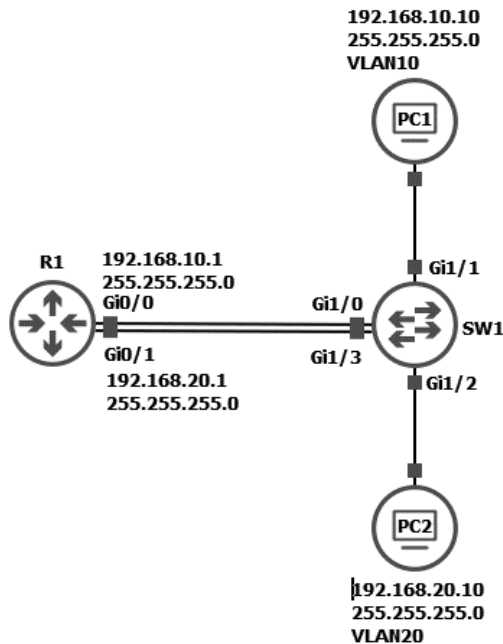 192.168.10.10
255.255.255.0
VLAN10
PC1
R1
192.168.10.1
255.255.255.0
Gi0/0
Gi0/1
192.168.20.1
255.255.255.0
Gi1/0
Gi1/3
Gi1/1
SW1
Gi1/2
PC2
192.168.20.10
255.255.255.0
VLAN20